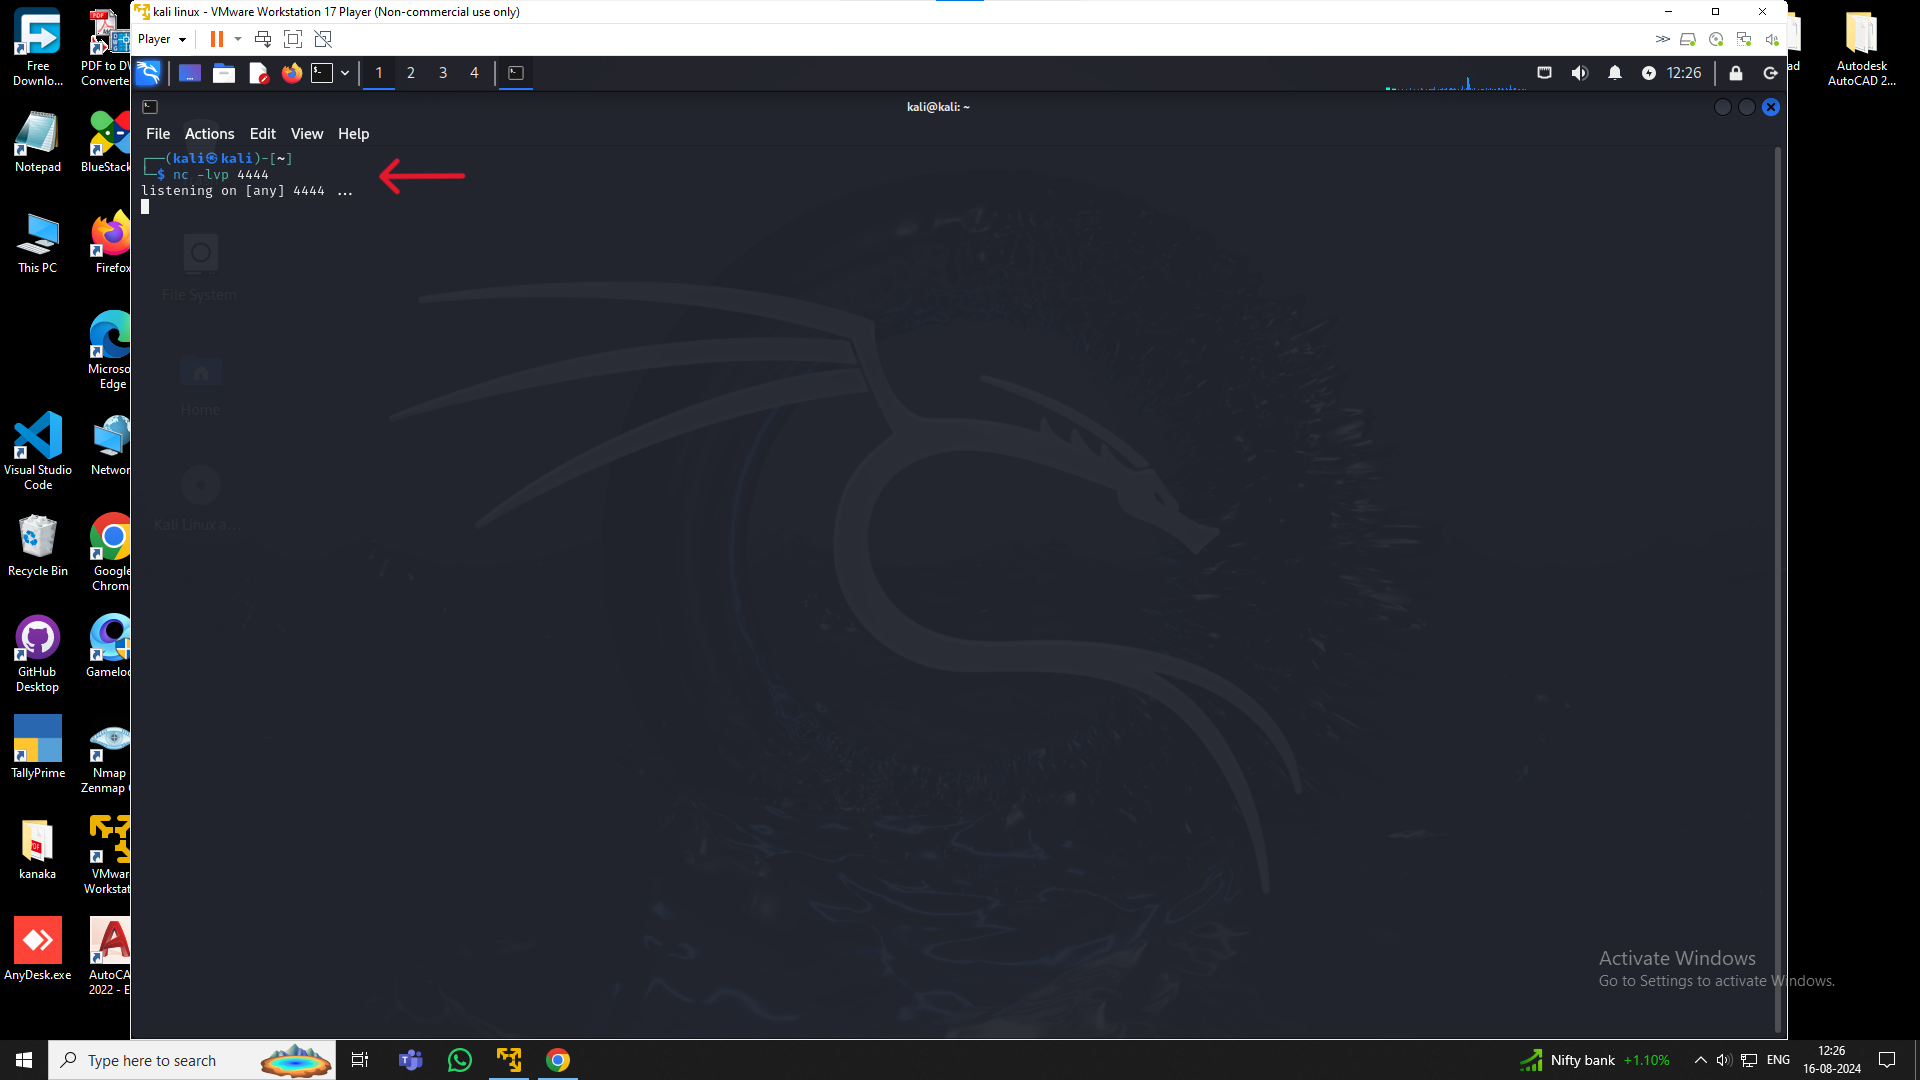 kali linux - VMware Workstation 17 Player (Non-commercial use only)
Player
1 2 3 4
12:26
kali@kali: ~
File Actions Edit View Help
┌──(kali㉿kali)-[~]
└─$ nc -lvp 4444
listening on [any] 4444 ...
File System
Home
Kali Linux a...
Free
Downlo...
PDF to DW
Converte
Notepad
BlueStack
This PC
Firefox
Microso
Edge
Visual Studio
Code
Networ
Recycle Bin
Google
Chrom
GitHub
Desktop
Gameloo
TallyPrime
Nmap -
Zenmap
kanaka
VMwar
Workstat
AnyDesk.exe
AutoCA
2022 - E
ad
Autodesk
AutoCAD 2...
Activate Windows
Go to Settings to activate Windows.
Type here to search
Nifty bank +1.10%
ENG
12:26
16-08-2024